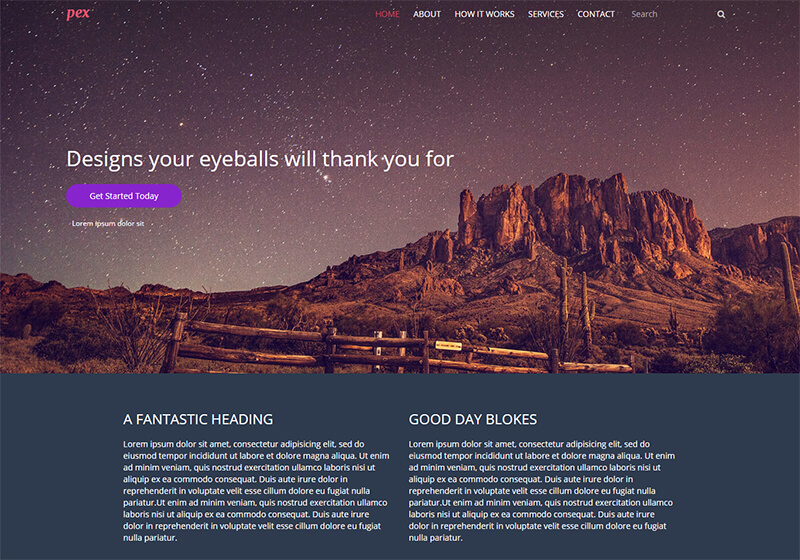 pex
HOME ABOUT HOW IT WORKS SERVICES CONTACT Search
Designs your eyeballs will thank you for
Get Started Today
Lorem ipsum dolor sit
A FANTASTIC HEADING
Lorem ipsum dolor sit amet, consectetur adipisicing elit, sed do
eiusmod tempor incididunt ut labore et dolore magna aliqua. Ut enim
ad minim veniam, quis nostrud exercitation ullamco laboris nisi ut
aliquip ex ea commodo consequat. Duis aute irure dolor in
reprehenderit in voluptate velit esse cillum dolore eu fugiat nulla
pariatur.Ut enim ad minim veniam, quis nostrud exercitation
ullamco laboris nisi ut aliquip ex ea commodo consequat. Duis aute irure
dolor in reprehenderit in voluptate velit esse cillum dolore eu fugiat
nulla pariatur.
GOOD DAY BLOKES
Lorem ipsum dolor sit amet, consectetur adipisicing elit, sed do
eiusmod tempor incididunt ut labore et dolore magna aliqua. Ut enim
ad minim veniam, quis nostrud exercitation ullamco laboris nisi ut
aliquip ex ea commodo consequat. Duis aute irure dolor in
reprehenderit in voluptate velit esse cillum dolore eu fugiat nulla
pariatur.Ut enim ad minim veniam, quis nostrud exercitation
ullamco laboris nisi ut aliquip ex ea commodo consequat. Duis aute irure
dolor in reprehenderit in voluptate velit esse cillum dolore eu fugiat
nulla pariatur.